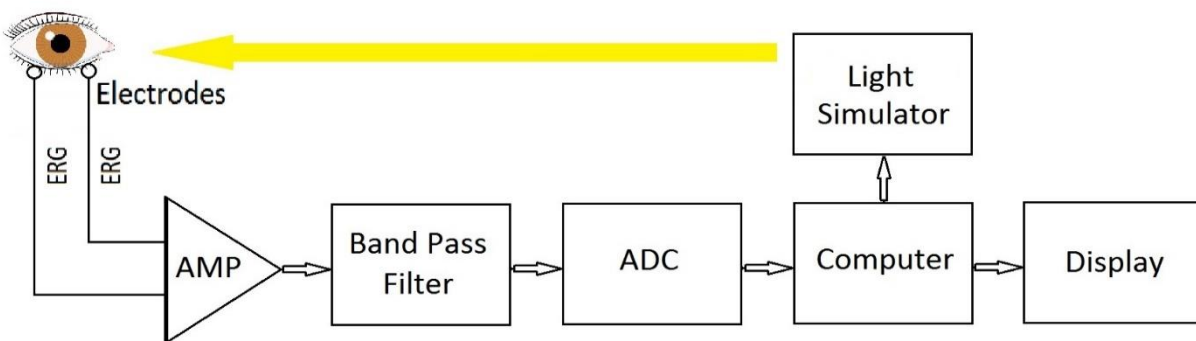 Electrodes
ERG
ERG
AMP
Band Pass
Filter
ADC
Computer
Light
Simulator
Display